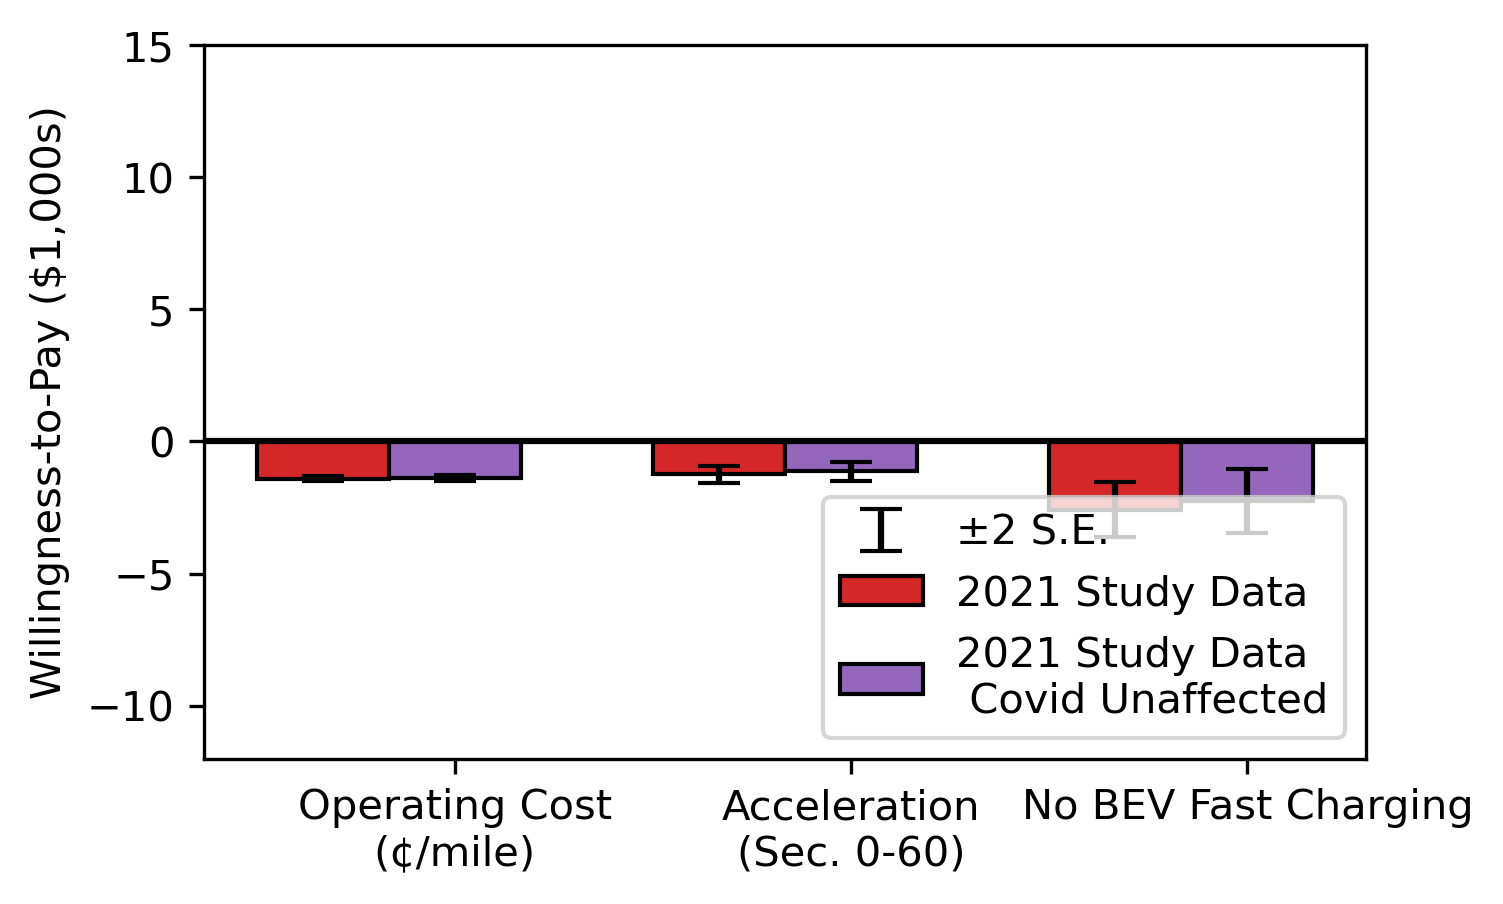 Willingness-to-Pay ($1,000s)
15
10
5
0
−5
−10
±2 S.E.
2021 Study Data
2021 Study Data
Covid Unaffected
Operating Cost
(¢/mile)
Acceleration
(Sec. 0-60)
No BEV Fast Charging